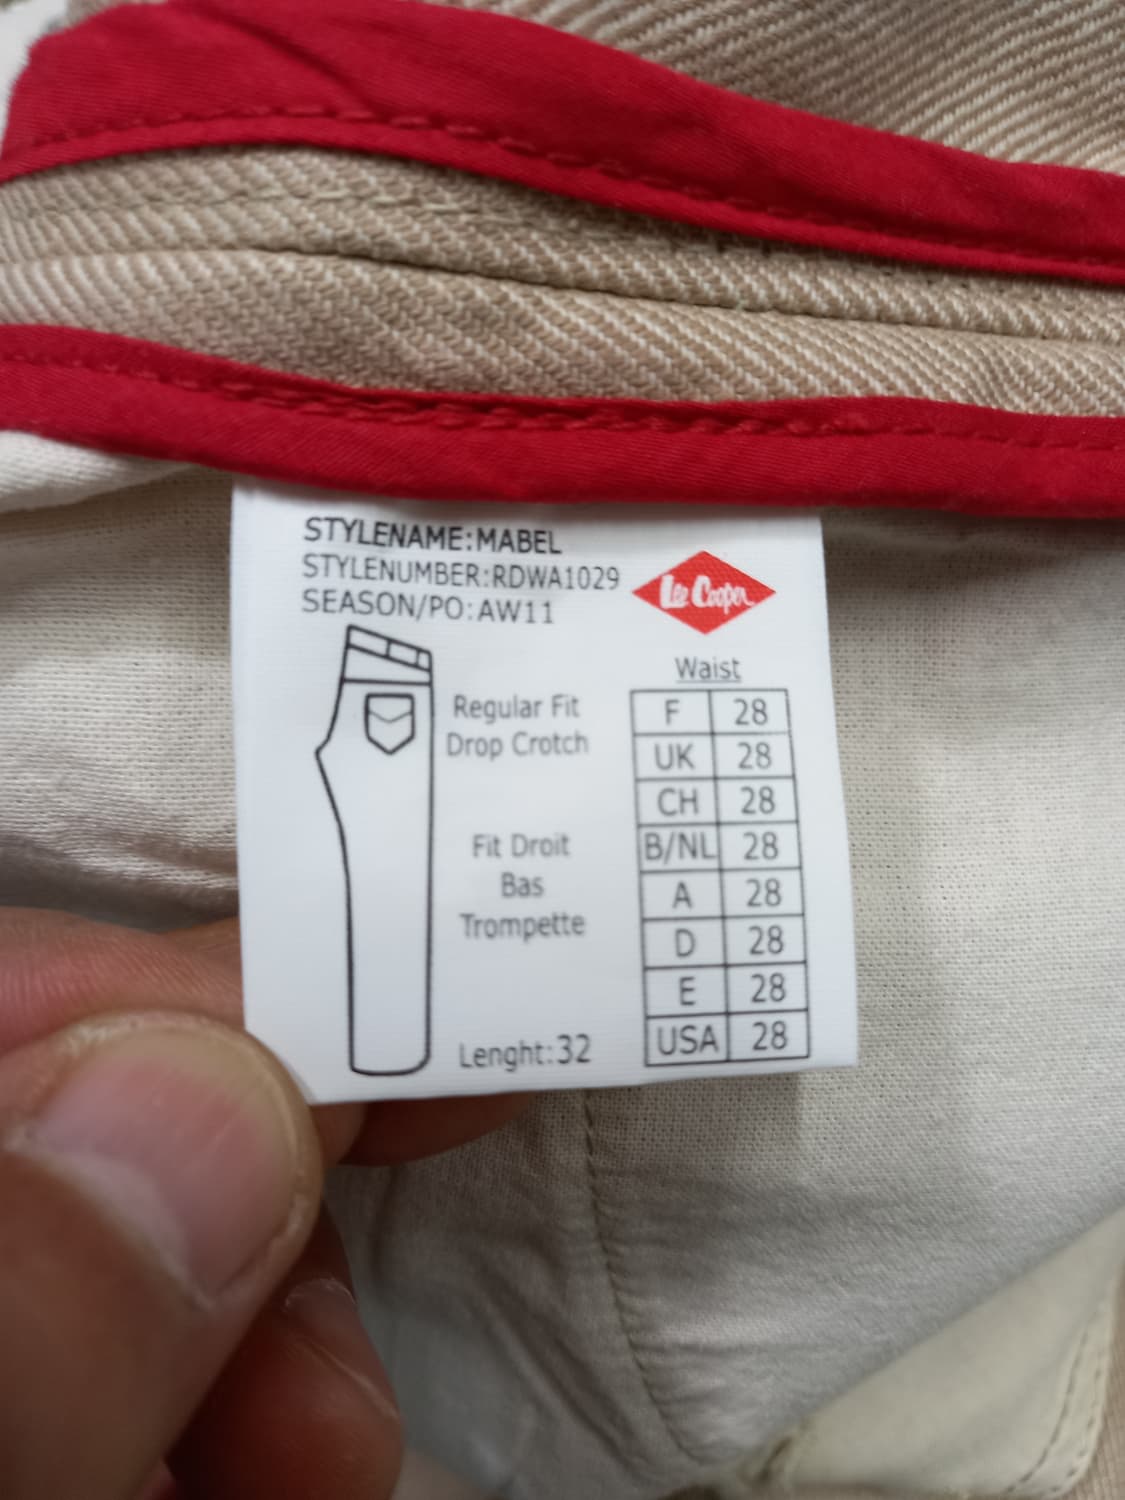 STYLENAME:MABEL
STYLENUMBER:RDWA1029
SEASON/PO:AW11
Lee Cooper
Regular Fit
Drop Crotch
Fit Droit
Bas
Trompette
Lenght:32
Waist
F 28
UK 28
CH 28
B/NL 28
A 28
D 28
E 28
USA 28